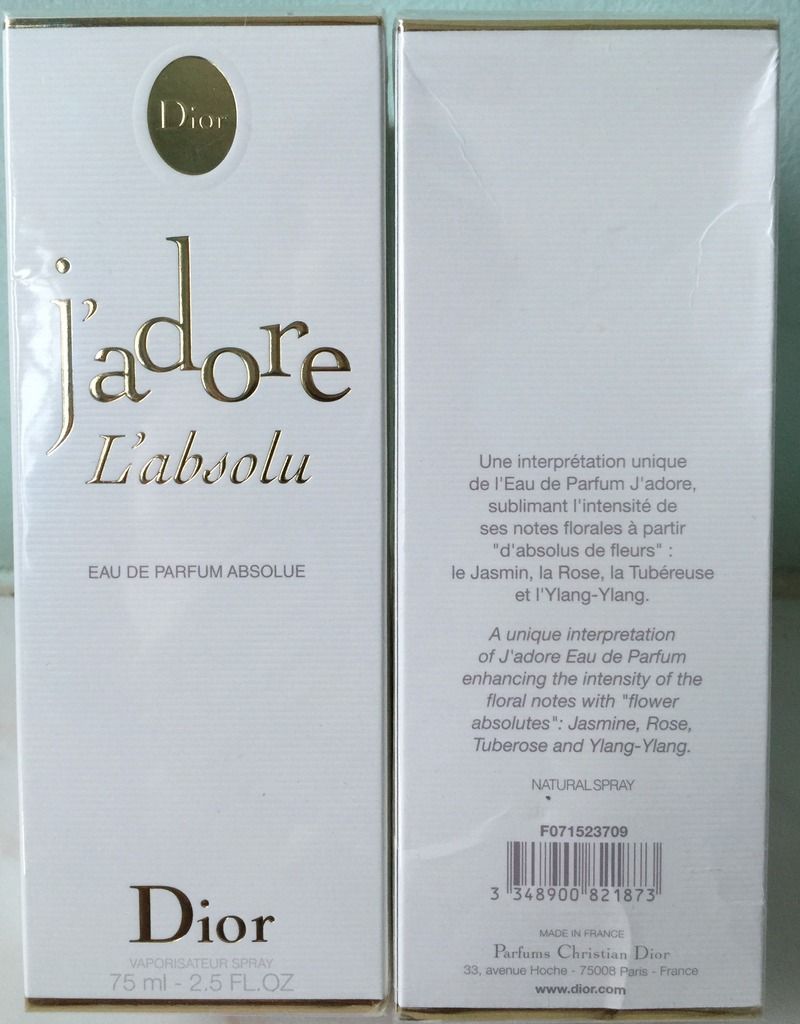 Dior
j'adore
L'absolu
EAU DE PARFUM ABSOLUE
Dior
VAPORISATEUR SPRAY
75 ml - 2.5 FL.OZ
Une interprétation unique
de l'Eau de Parfum J'adore,
sublimant l'intensité de
ses notes florales à partir
"d'absolus de fleurs" :
le Jasmin, la Rose, la Tubéreuse
et l'Ylang-Ylang.
A unique interpretation
of J'adore Eau de Parfum
enhancing the intensity of the
floral notes with "flower
absolutes": Jasmine, Rose,
Tuberose and Ylang-Ylang.
NATURAL SPRAY
F071523709
3 348900 821873
MADE IN FRANCE
Parfums Christian Dior
33, avenue Hoche - 75008 Paris - France
www.dior.com